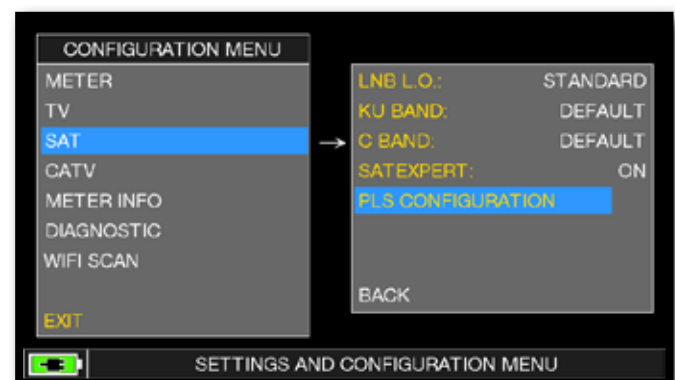 CONFIGURATION MENU
METER
TV
SAT
CATV
METER INFO
DIAGNOSTIC
WIFI SCAN
EXIT
LNB L.O.: STANDARD
KU BAND: DEFAULT
C BAND: DEFAULT
SATEXPERT: ON
PLS CONFIGURATION
BACK
SETTINGS AND CONFIGURATION MENU